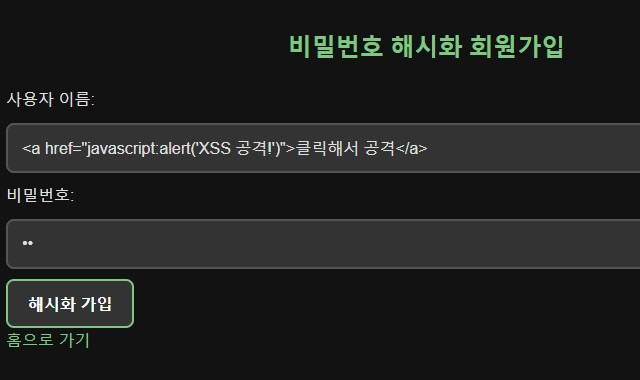 비밀번호 해시화 회원가입
사용자 이름:
<a href="javascript:alert('XSS 공격!')">클릭해서 공격</a>
비밀번호:
••
해시화 가입
홈으로 가기